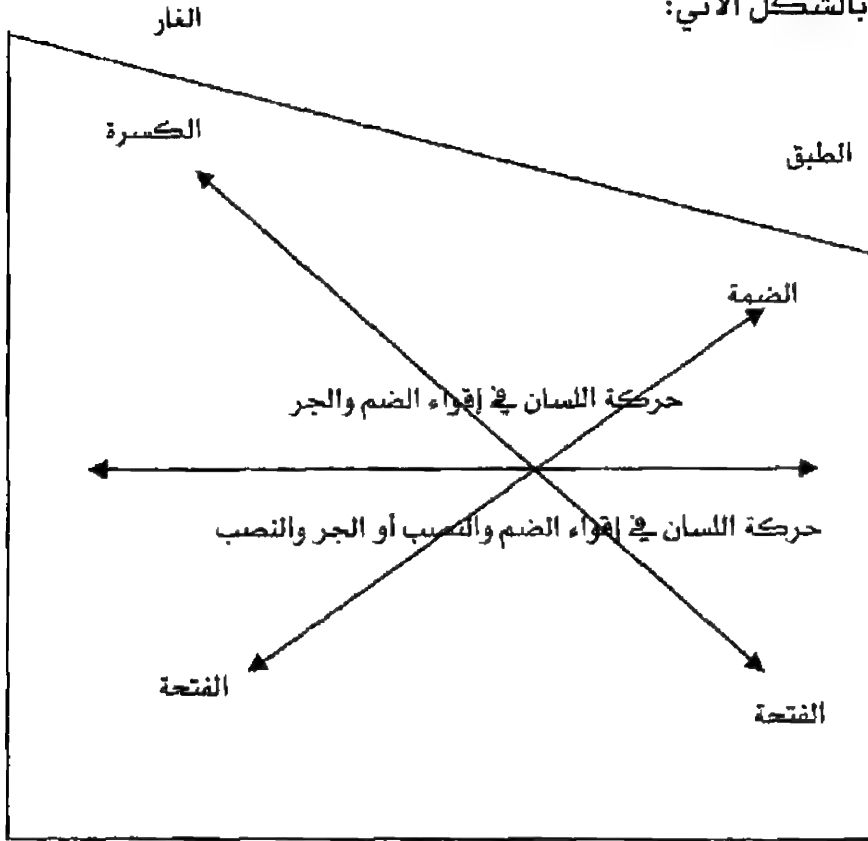 بالشكل الآتي:
الغار
الكسرة
الطبق
الضمة
حركة اللسان في إقواء الضم والجر
حركة اللسان في إقواء الضم والنصب أو الجر والنصب
الفتحة
الفتحة